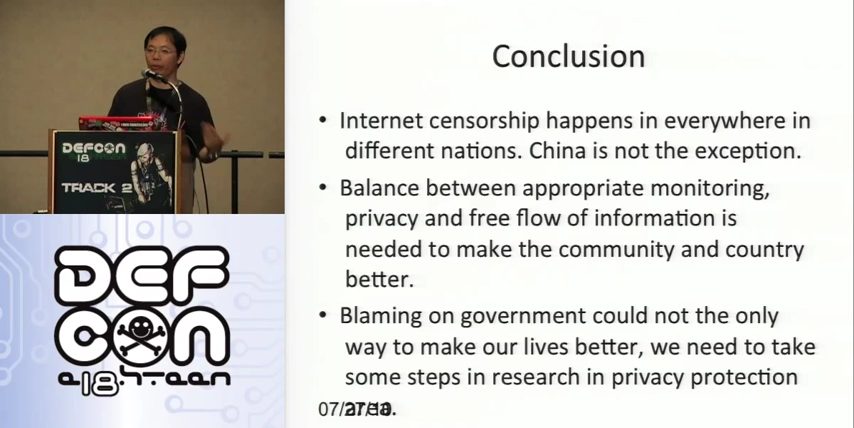 DEFCON
18
TRACK 2
DEF
CON
e18hteen
Conclusion
• Internet censorship happens in everywhere in
different nations. China is not the exception.
• Balance between appropriate monitoring,
privacy and free flow of information is
needed to make the community and country
better.
• Blaming on government could not the only
way to make our lives better, we need to take
some steps in research in privacy protection
area.